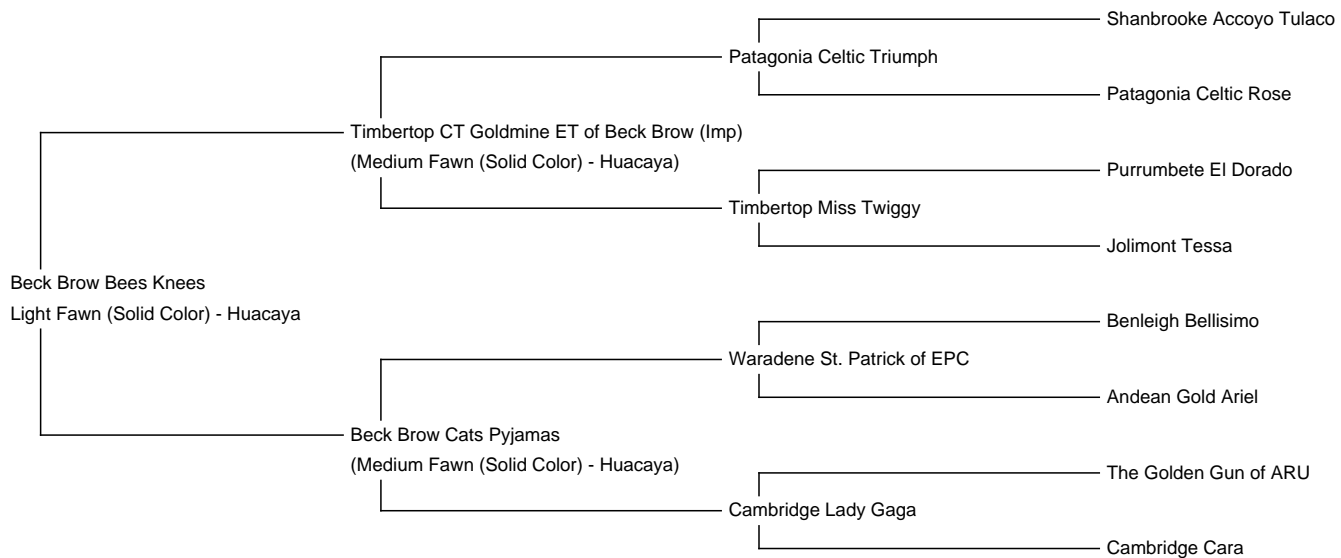 Shanbrooke Accoyo Tulaco
Patagonia Celtic Triumph
Patagonia Celtic Rose
Timbertop CT Goldmine ET of Beck Brow (Imp)
(Medium Fawn (Solid Color) - Huacaya)
Purrumbete El Dorado
Timbertop Miss Twiggy
Jolimont Tessa
Beck Brow Bees Knees
Light Fawn (Solid Color) - Huacaya
Benleigh Bellisimo
Waradene St. Patrick of EPC
Andean Gold Ariel
Beck Brow Cats Pyjamas
(Medium Fawn (Solid Color) - Huacaya)
The Golden Gun of ARU
Cambridge Lady Gaga
Cambridge Cara